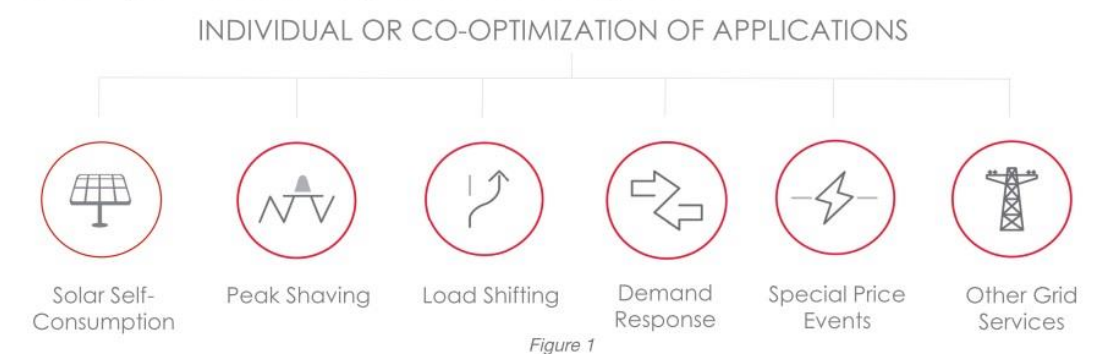 INDIVIDUAL OR CO-OPTIMIZATION OF APPLICATIONS
Solar Self-
Consumption
Peak Shaving
Load Shifting
Demand
Response
Special Price
Events
Other Grid
Services
Figure 1